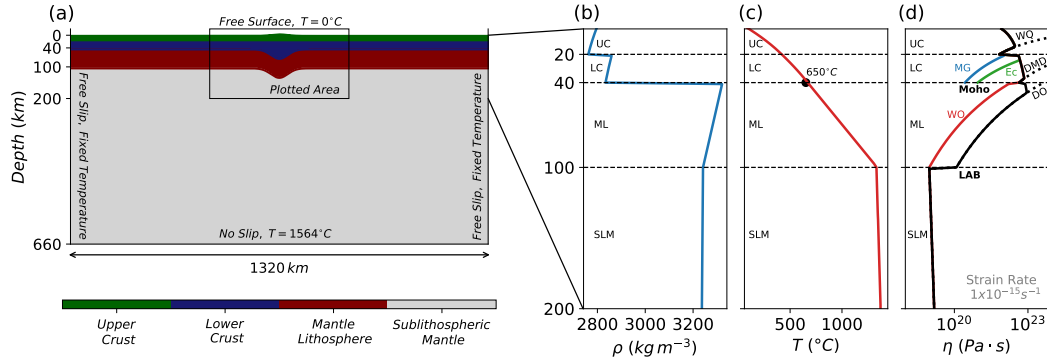 (a)
Free Surface, T = 0°C
0
40
100
200
660
Depth (km)
Free Slip, Fixed Temperature
Plotted Area
Free Slip, Fixed Temperature
No Slip, T = 1564°C
1320 km
Upper Crust
Lower Crust
Mantle Lithosphere
Sublithospheric Mantle
(b)
UC
LC
ML
SLM
20
40
100
200
2800
3200
ρ (kg m⁻³)
(c)
UC
LC
ML
SLM
650°C
20
40
100
500
1000
T (°C)
(d)
UC
LC
ML
SLM
WQ
DMD
DO
MG
Ec
Moho
WO
LAB
Strain Rate
1x10⁻¹⁵s⁻¹
10²⁰
10²³
η (Pa · s)